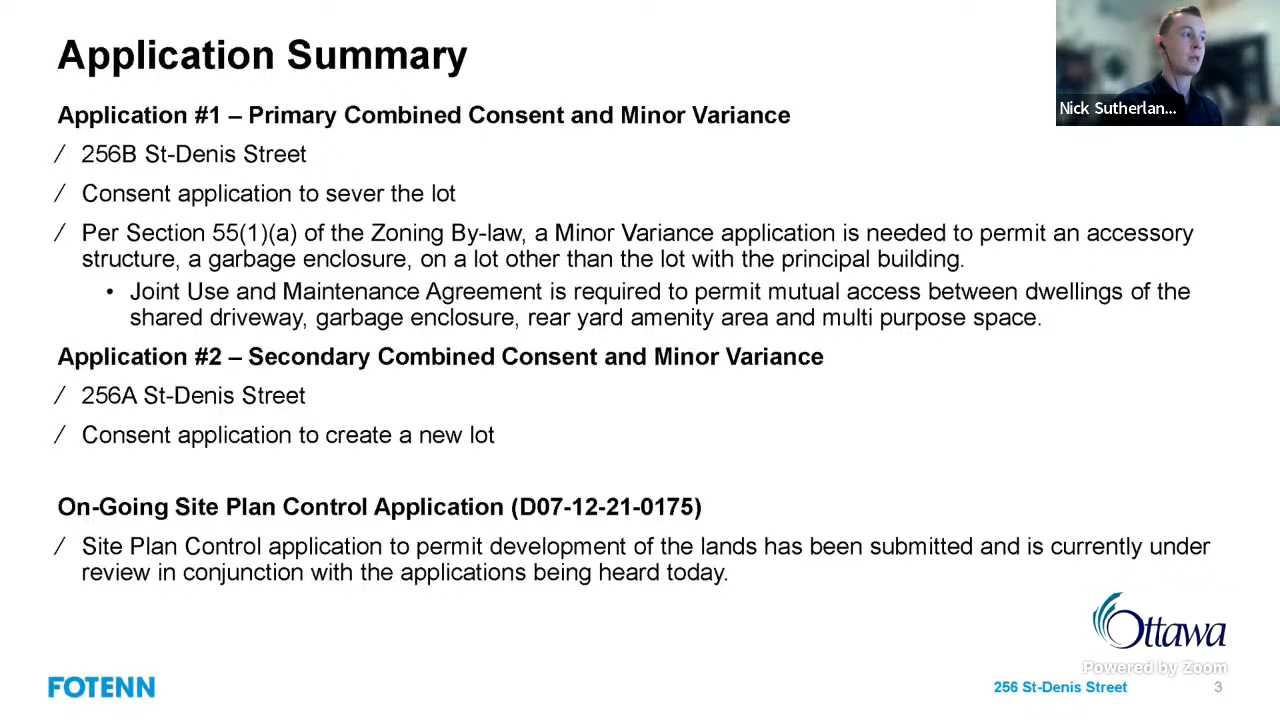 Application Summary
Nick Sutherlan...
Application #1 – Primary Combined Consent and Minor Variance
/ 256B St-Denis Street
/ Consent application to sever the lot
/ Per Section 55(1)(a) of the Zoning By-law, a Minor Variance application is needed to permit an accessory
structure, a garbage enclosure, on a lot other than the lot with the principal building.
• Joint Use and Maintenance Agreement is required to permit mutual access between dwellings of the
shared driveway, garbage enclosure, rear yard amenity area and multi purpose space.
Application #2 – Secondary Combined Consent and Minor Variance
/ 256A St-Denis Street
/ Consent application to create a new lot
On-Going Site Plan Control Application (D07-12-21-0175)
/ Site Plan Control application to permit development of the lands has been submitted and is currently under
review in conjunction with the applications being heard today.
Ottawa
Powered by Zoom
FOTENN
256 St-Denis Street 3